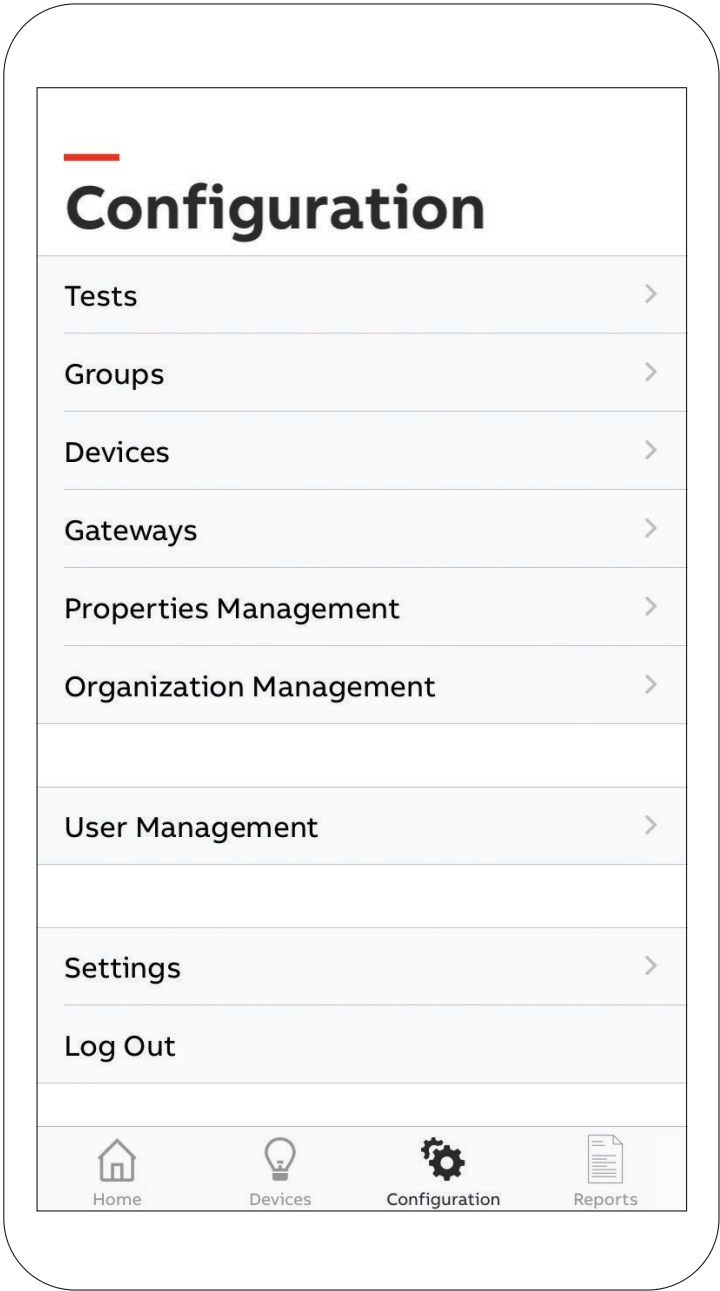 Configuration
Tests
Groups
Devices
Gateways
Properties Management
Organization Management
User Management
Settings
Log Out
Home
Devices
Configuration
Reports